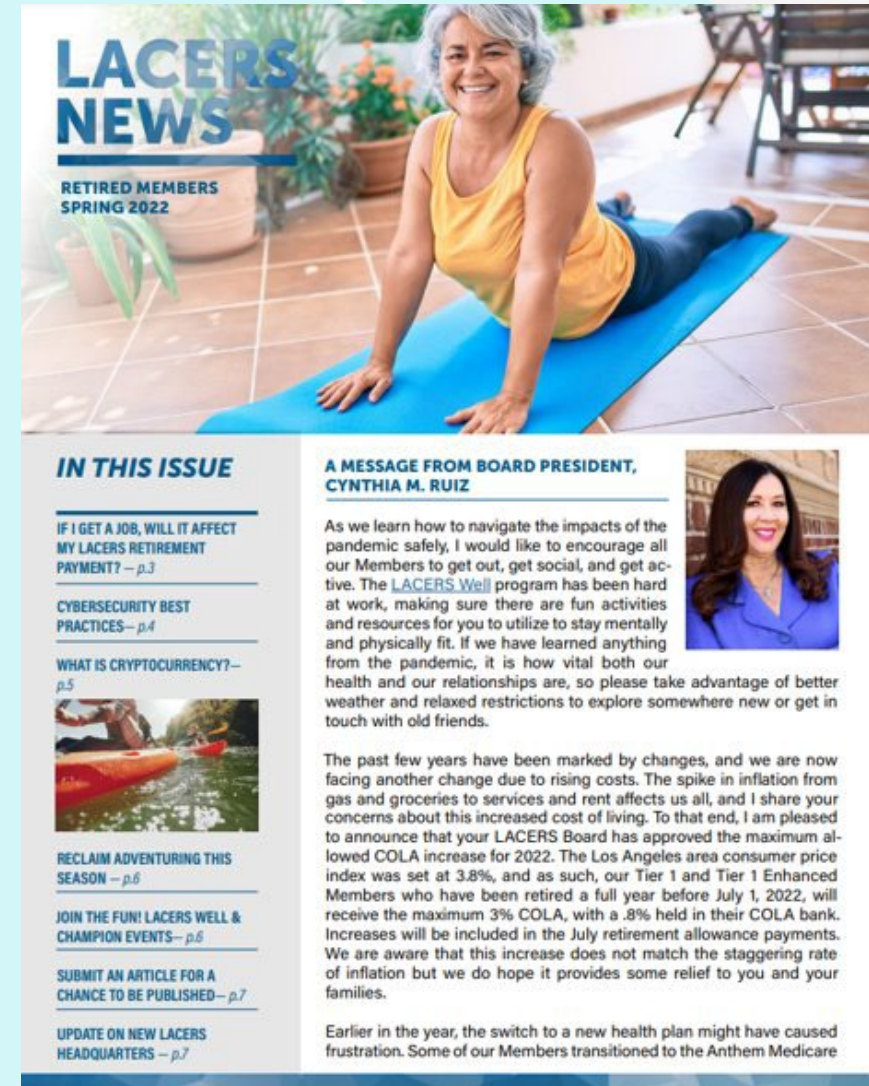 LACERS
NEWS
RETIRED MEMBERS
SPRING 2022
IN THIS ISSUE
IF I GET A JOB, WILL IT AFFECT
MY LACERS RETIREMENT
PAYMENT? – p.3
CYBERSECURITY BEST
PRACTICES– p.4
WHAT IS CRYPTOCURRENCY?–
p.5
RECLAIM ADVENTURING THIS
SEASON – p.6
JOIN THE FUN! LACERS WELL &
CHAMPION EVENTS– p.6
SUBMIT AN ARTICLE FOR A
CHANCE TO BE PUBLISHED– p.7
UPDATE ON NEW LACERS
HEADQUARTERS – p.7
A MESSAGE FROM BOARD PRESIDENT,
CYNTHIA M. RUIZ
As we learn how to navigate the impacts of the
pandemic safely, I would like to encourage all
our Members to get out, get social, and get ac-
tive. The LACERS Well program has been hard
at work, making sure there are fun activities
and resources for you to utilize to stay mentally
and physically fit. If we have learned anything
from the pandemic, it is how vital both our
health and our relationships are, so please take advantage of better
weather and relaxed restrictions to explore somewhere new or get in
touch with old friends.
The past few years have been marked by changes, and we are now
facing another change due to rising costs. The spike in inflation from
gas and groceries to services and rent affects us all, and I share your
concerns about this increased cost of living. To that end, I am pleased
to announce that your LACERS Board has approved the maximum al-
lowed COLA increase for 2022. The Los Angeles area consumer price
index was set at 3.8%, and as such, our Tier 1 and Tier 1 Enhanced
Members who have been retired a full year before July 1, 2022, will
receive the maximum 3% COLA, with a .8% held in their COLA bank.
Increases will be included in the July retirement allowance payments.
We are aware that this increase does not match the staggering rate
of inflation but we do hope it provides some relief to you and your
families.
Earlier in the year, the switch to a new health plan might have caused
frustration. Some of our Members transitioned to the Anthem Medicare